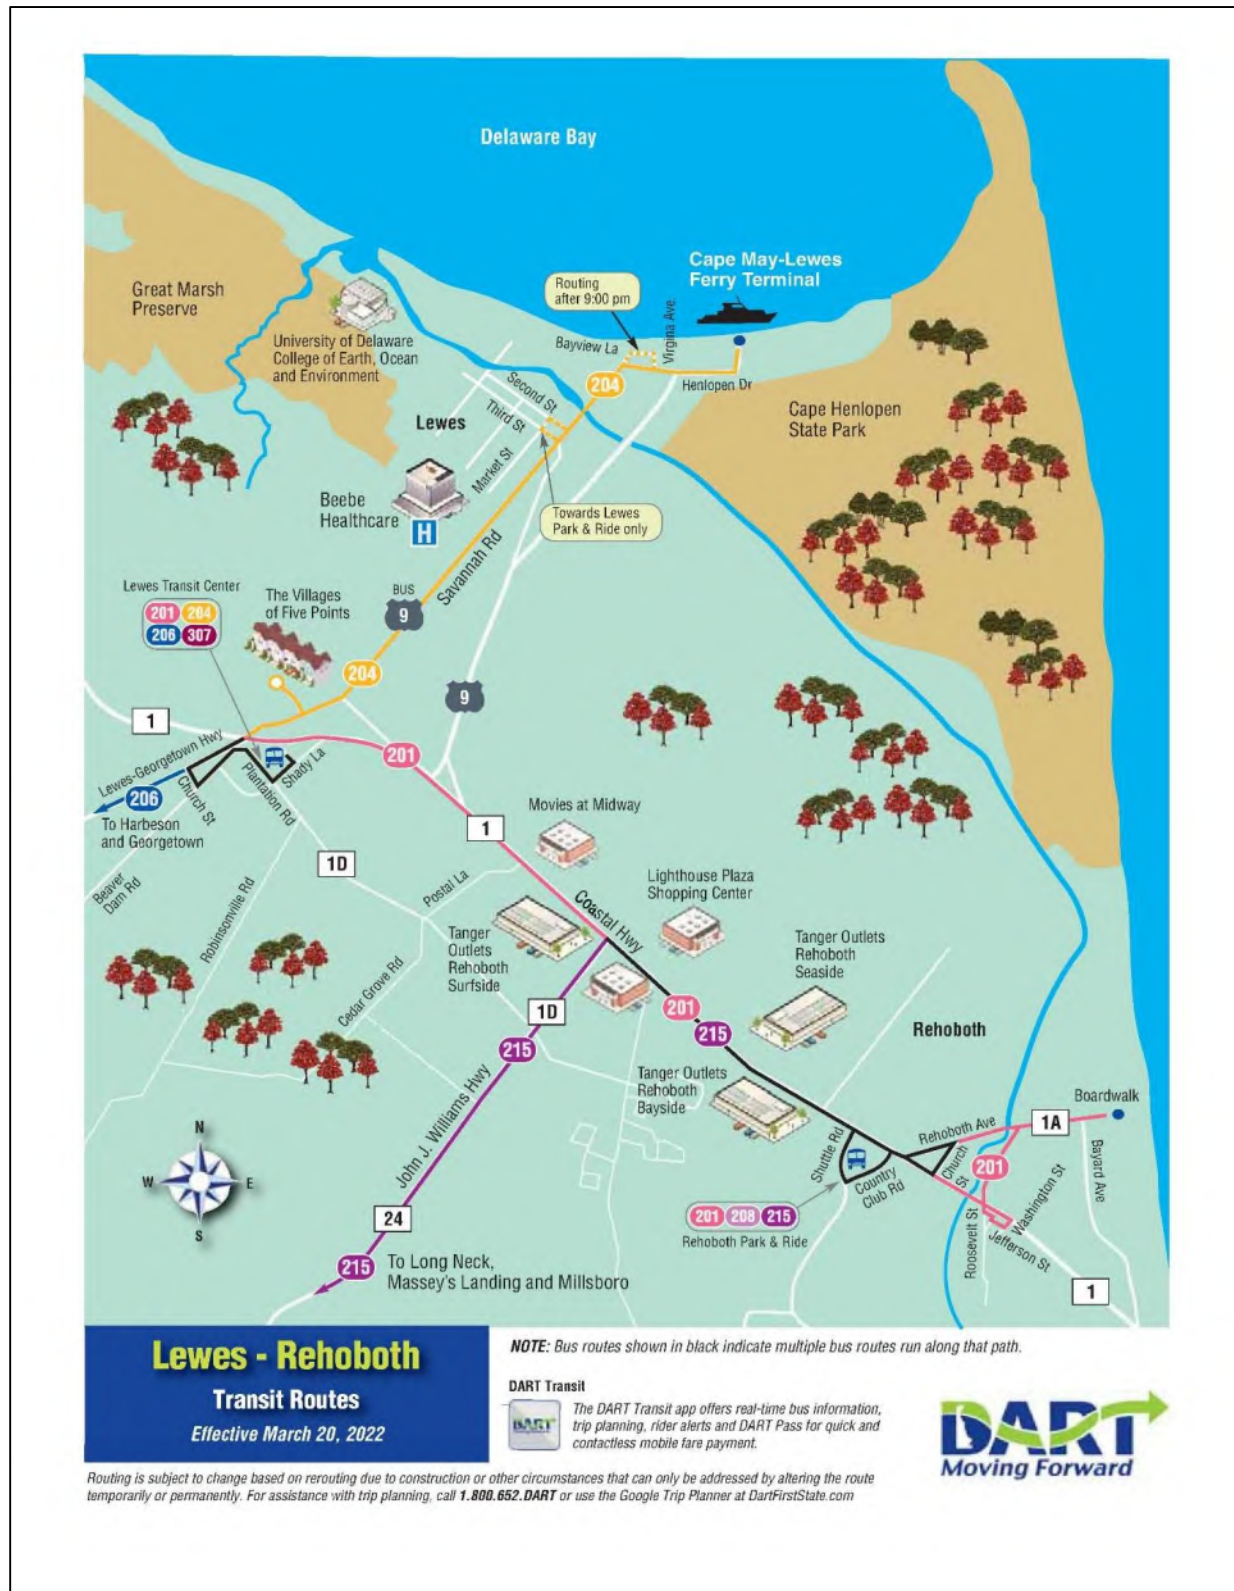 Delaware Bay
Cape May-Lewes
Ferry Terminal
Routing
after 9:00 pm
Great Marsh
Preserve
University of Delaware
College of Earth, Ocean
and Environment
Bayview La
Virgina Ave.
Henlopen Dr
204
Second St
Third St
Lewes
Market St
Cape Henlopen
State Park
Beebe
Healthcare
H
Towards Lewes
Park & Ride only
Savannah Rd
BUS
9
Lewes Transit Center
201 204
206 307
The Villages
of Five Points
204
9
1
Lewes-Georgetown Hwy
201
Shady La
Plantation Rd
Church St
206
To Harbeson
and Georgetown
1
Movies at Midway
1D
Postal La
Beaver
Dam Rd
Robinsonville Rd
Lighthouse Plaza
Shopping Center
Coastal Hwy
Tanger
Outlets
Rehoboth
Surfside
Tanger Outlets
Rehoboth
Seaside
Cedar Grove Rd
1D
201
215
Rehoboth
215
Tanger Outlets
Rehoboth
Bayside
John J. Williams Hwy
Boardwalk
Rehoboth Ave
1A
Shuttle Rd
Church
St
Country
Club Rd
201
Washington St
Bayard Ave
N
W
E
S
24
201 208 215
Rehoboth Park & Ride
Roosevelt St
Jefferson St
215
To Long Neck,
Massey's Landing and Millsboro
1
Lewes - Rehoboth
Transit Routes
Effective March 20, 2022
NOTE: Bus routes shown in black indicate multiple bus routes run along that path.
DART Transit
DART
The DART Transit app offers real-time bus information,
trip planning, rider alerts and DART Pass for quick and
contactless mobile fare payment.
DART
Moving Forward
Routing is subject to change based on rerouting due to construction or other circumstances that can only be addressed by altering the route
temporarily or permanently. For assistance with trip planning, call 1.800.652.DART or use the Google Trip Planner at DartFirstState.com